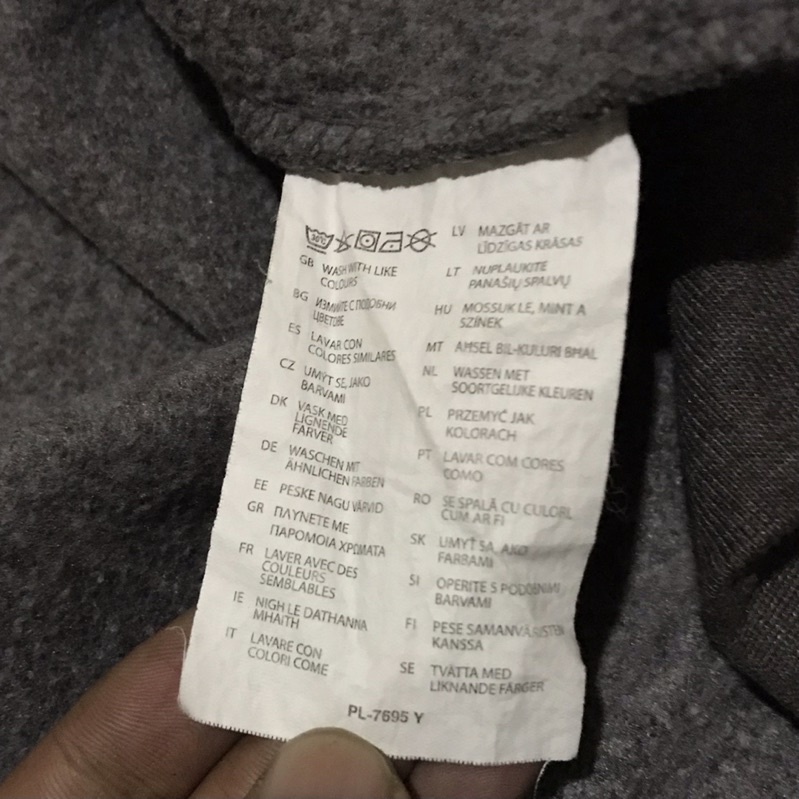 30°C
GB WASH WITH LIKE
COLOURS
BG ИЗМИЙТЕ С ПОДОБНИ
ЦВЕТОВЕ
ES LAVAR CON
COLORES SIMILARES
CZ UMÝT SE, JAKO
BARVAMI
DK VASK MED
LIGNENDE
FARVER
DE WASCHEN MIT
ÄHNLICHEN FARBEN
EE PESKE NAGU VÄRVID
GR ΠΛΥΝΕΤΕ ΜΕ
ΠΑΡΟΜΟΙΑ ΧΡΩΜΑΤΑ
FR LAVER AVEC DES
COULEURS
SEMBLABLES
IE NIGH LE DATHANNA
MHAITH
IT LAVARE CON
COLORI COME
LV MAZGĀT AR
LĪDZĪGAS KRĀSAS
LT NUPLAUKITE
PANAŠIŲ SPALVŲ
HU MOSSUK LE, MINT A
SZÍNEK
MT AĦSEL BIL-KULURI BĦAL
NL WASSEN MET
SOORTGELIJKE KLEUREN
PL PRZEMYĆ JAK
KOLORACH
PT LAVAR COM CORES
COMO
RO SE SPALĂ CU CULORI,
CUM AR FI
SK UMYŤ SA, AKO
FARBAMI
SI OPERITE S PODOBNIMI
BARVAMI
FI PESE SAMANVÄRISTEN
KANSSA
SE TVÄTTA MED
LIKNANDE FÄRGER
PL-7695 Y